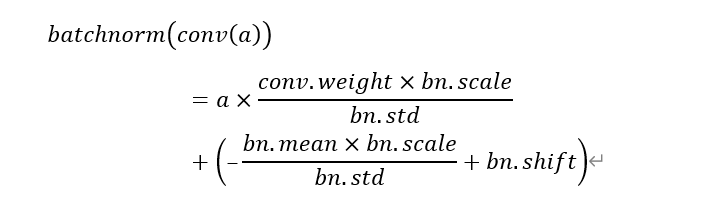 batchnorm(conv(a))
= a × (conv.weight × bn.scale) / bn.std
+ (−(bn.mean × bn.scale) / bn.std + bn.shift)↵